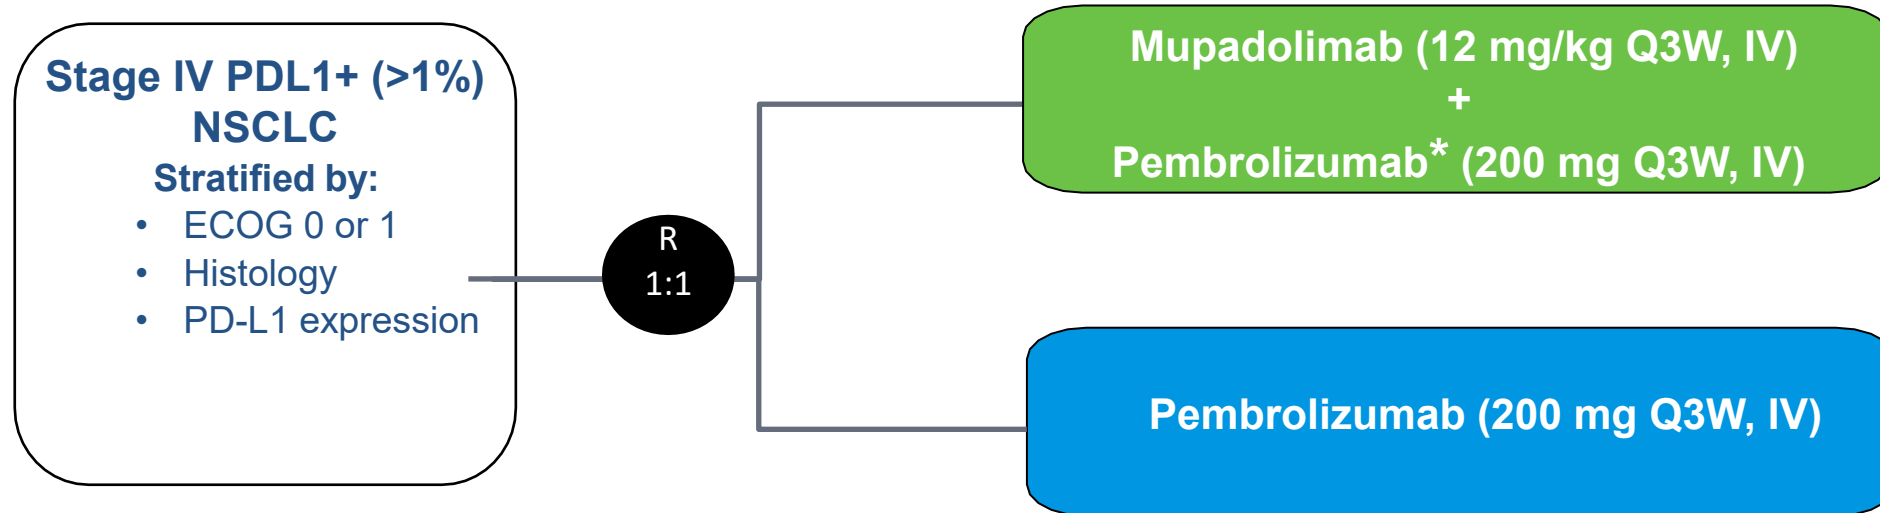 Stage IV PDL1+ (>1%)
NSCLC
Stratified by:
• ECOG 0 or 1
• Histology
• PD-L1 expression
R
1:1
Mupadolimab (12 mg/kg Q3W, IV)
+
Pembrolizumab* (200 mg Q3W, IV)
Pembrolizumab (200 mg Q3W, IV)